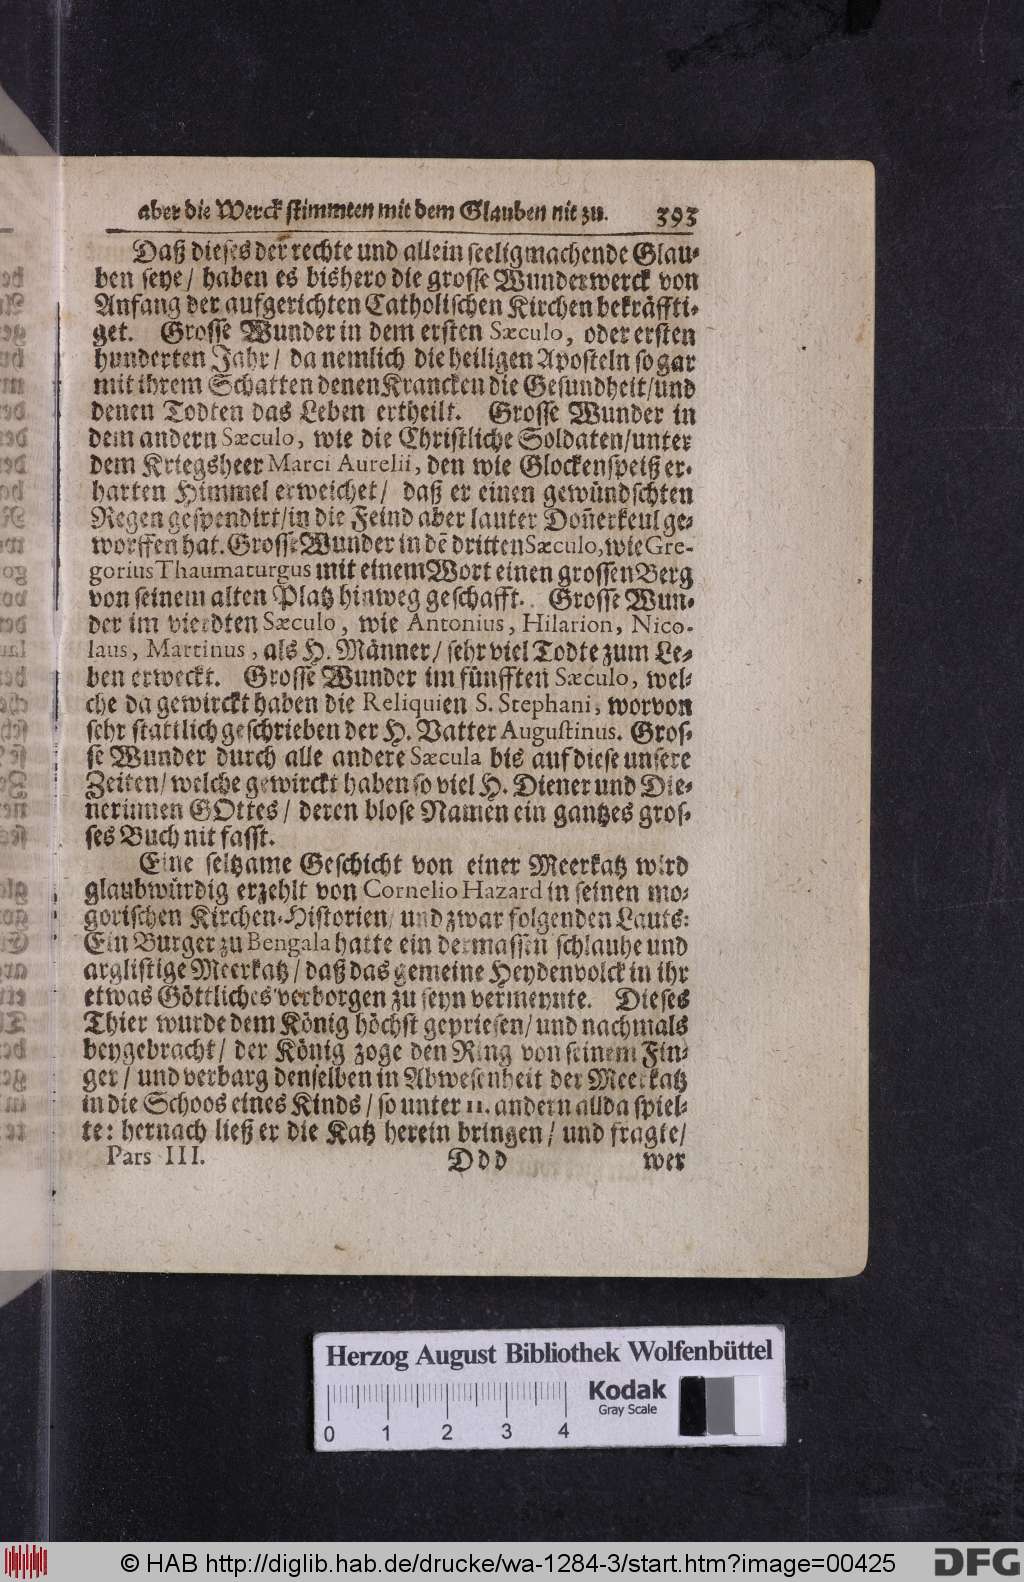 aber die Werck stimmten mit dem Glauben nit zu. 393
Daß dieses der rechte und allein seeligmachende Glau-
ben seye / haben es bishero die grosse Wunderwerck von
Anfang der aufgerichten Catholischen Kirchen bekräffti-
get. Grosse Wunder in dem ersten Sæculo, oder ersten
hunderten Jahr / da nemlich die heiligen Aposteln so gar
mit ihrem Schatten denen Krancken die Gesundheit / und
denen Todten das Leben ertheilt. Grosse Wunder in
dem andern Sæculo, wie die Christliche Soldaten / unter
dem Kriegsheer Marci Aurelii, den wie Glockenspeiß er-
harten Himmel erweichet / daß er einen gewündschten
Regen gespendirt / in die Feind aber lauter Doñerkeul ge-
worffen hat. Grosse Wunder in dẽ dritten Sæculo, wie Gre-
gorius Thaumaturgus mit einem Wort einen grossen Berg
von seinem alten Platz hinweg geschafft. Grosse Wun-
der im vierdten Sæculo, wie Antonius, Hilarion, Nico-
laus, Martinus, als H. Männer / sehr viel Todte zum Le-
ben erweckt. Grosse Wunder im fünfften Sæculo, wel-
che da gewirckt haben die Reliquien S. Stephani, worvon
sehr stattlich geschrieben der H. Vatter Augustinus. Gros-
se Wunder durch alle andere Sæcula bis auf diese unsere
Zeiten / welche gewirckt haben so viel H. Diener und Die-
nerinnen GOttes / deren blose Namen ein gantzes gros-
ses Buch nit fasst.
Eine seltzame Geschicht von einer Meerkatz wird
glaubwürdig erzehlt von Cornelio Hazard in seinen mo-
gorischen Kirchen-Historien / und zwar folgenden Lauts:
Ein Burger zu Bengala hatte ein dermassen schlauhe und
arglistige Meerkatz / daß das gemeine Heydenvolck in ihr
etwas Göttliches verborgen zu seyn vermeynte. Dieses
Thier wurde dem König höchst gepriesen / und nachmals
beygebracht / der König zoge den Ring von seinem Fin-
ger / und verbarg denselben in Abwesenheit der Meerkatz
in die Schoos eines Kinds / so unter 11. andern allda spiel-
te: hernach ließ er die Katz herein bringen / und fragte /
Pars III. Ddd wer
Herzog August Bibliothek Wolfenbüttel
Kodak
Gray Scale
0 1 2 3 4
© HAB http://diglib.hab.de/drucke/wa-1284-3/start.htm?image=00425
DFG